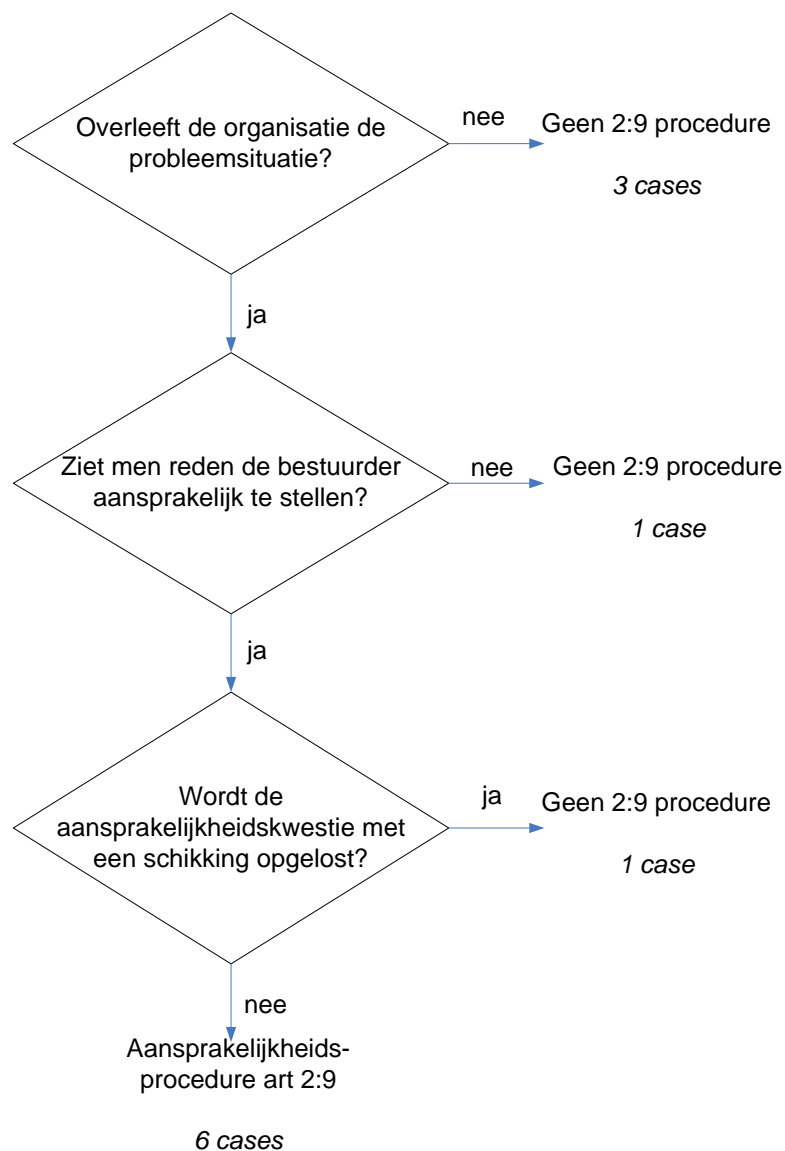 Overleeft de organisatie de
probleemsituatie?
nee
Geen 2:9 procedure
3 cases
ja
Ziet men reden de bestuurder
aansprakelijk te stellen?
nee
Geen 2:9 procedure
1 case
ja
Wordt de
aansprakelijkheidskwestie met
een schikking opgelost?
ja
Geen 2:9 procedure
1 case
nee
Aansprakelijkheids-
procedure art 2:9
6 cases